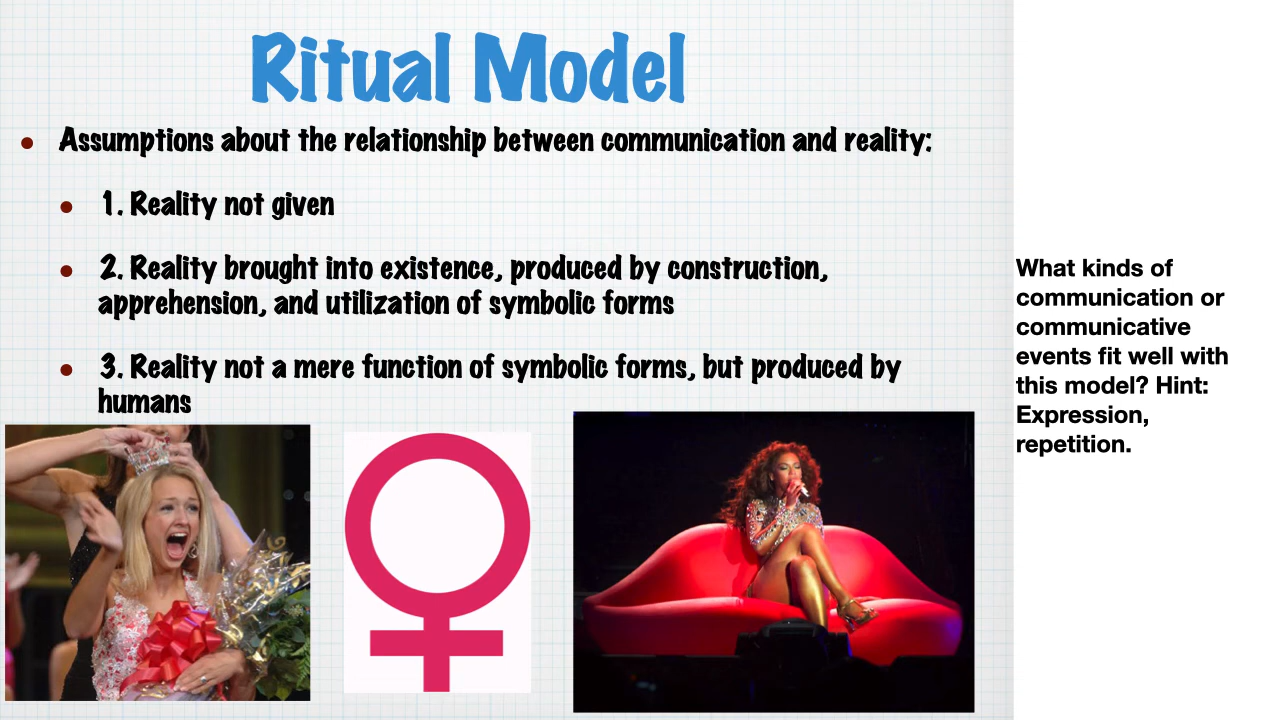 Ritual Model
• Assumptions about the relationship between communication and reality:
• 1. Reality not given
• 2. Reality brought into existence, produced by construction,
apprehension, and utilization of symbolic forms
• 3. Reality not a mere function of symbolic forms, but produced by
humans
What kinds of
communication or
communicative
events fit well with
this model? Hint:
Expression,
repetition.